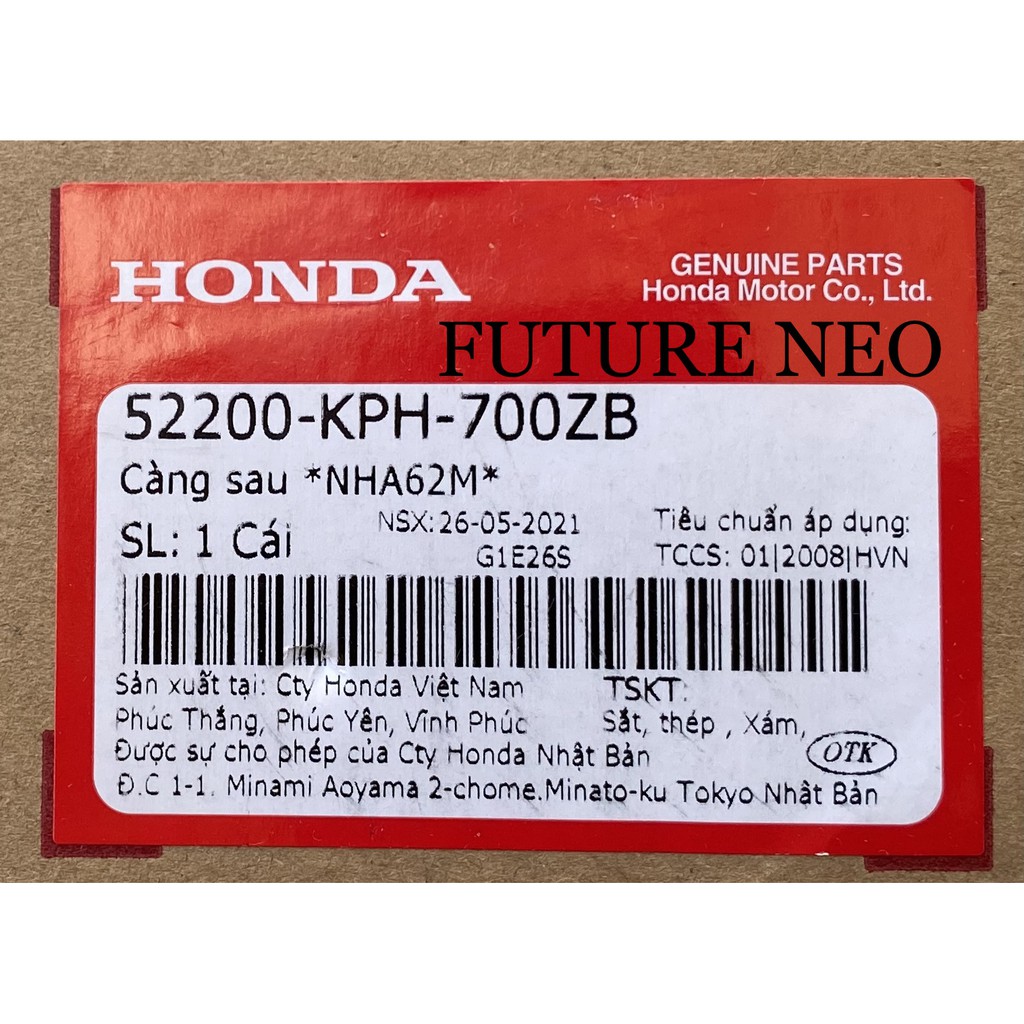 HONDA
GENUINE PARTS
Honda Motor Co., Ltd.
FUTURE NEO
52200-KPH-700ZB
Càng sau *NHA62M*
SL: 1 Cái
NSX: 26-05-2021
G1E26S
Tiêu chuẩn áp dụng:
TCCS: 01|2008|HVN
Sản xuất tại: Cty Honda Việt Nam
Phúc Thắng, Phúc Yên, Vĩnh Phúc
Được sự cho phép của Cty Honda Nhật Bản
Đ.C 1-1. Minami Aoyama 2-chome.Minato-ku Tokyo Nhật Bản
TSKT:
Sắt, thép , Xám,
OTK